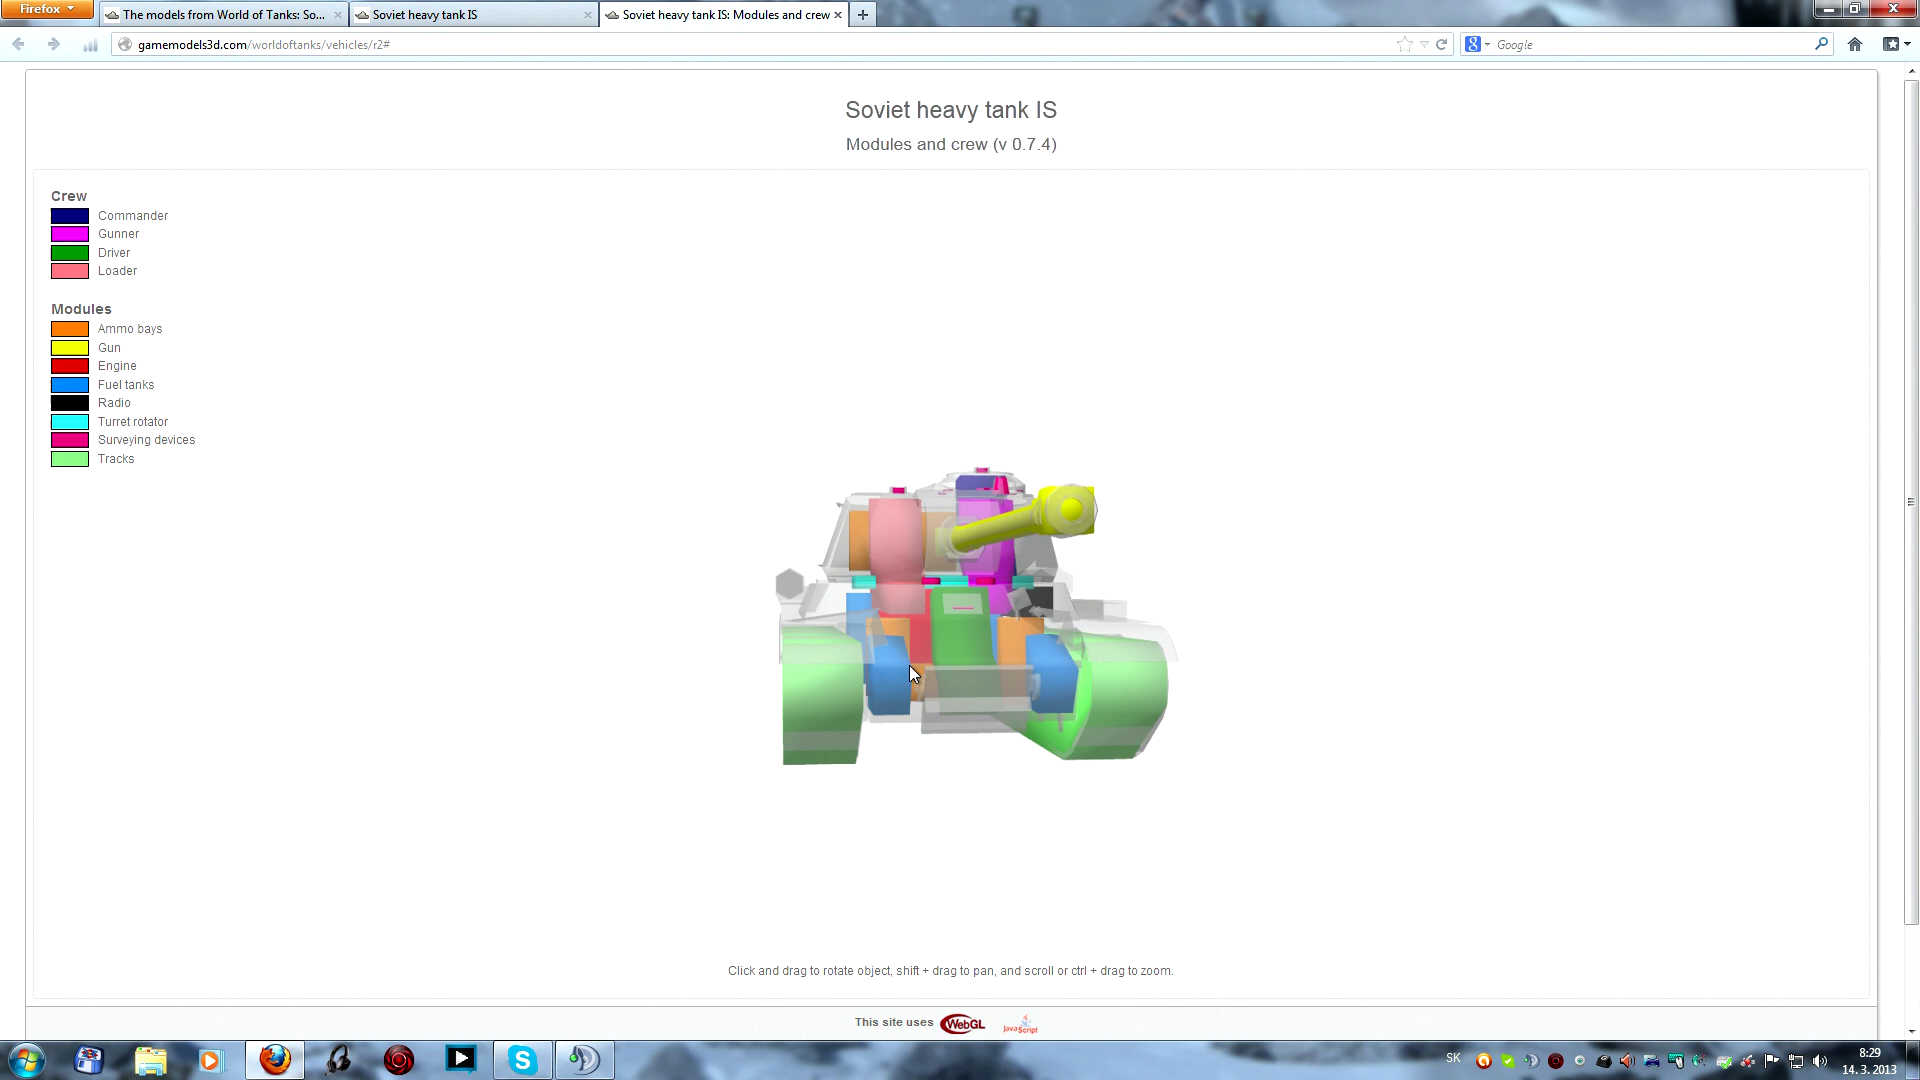 Firefox
The models from World of Tanks: So...
Soviet heavy tank IS
Soviet heavy tank IS: Modules and crew
gamemodels3d.com/worldoftanks/vehicles/r2#
8
Google
Soviet heavy tank IS
Modules and crew (v 0.7.4)
Crew
Commander
Gunner
Driver
Loader
Modules
Ammo bays
Gun
Engine
Fuel tanks
Radio
Turret rotator
Surveying devices
Tracks
Click and drag to rotate object, shift + drag to pan, and scroll or ctrl + drag to zoom.
This site uses
WebGL
JavaScript
SK
8:29
14. 3. 2013